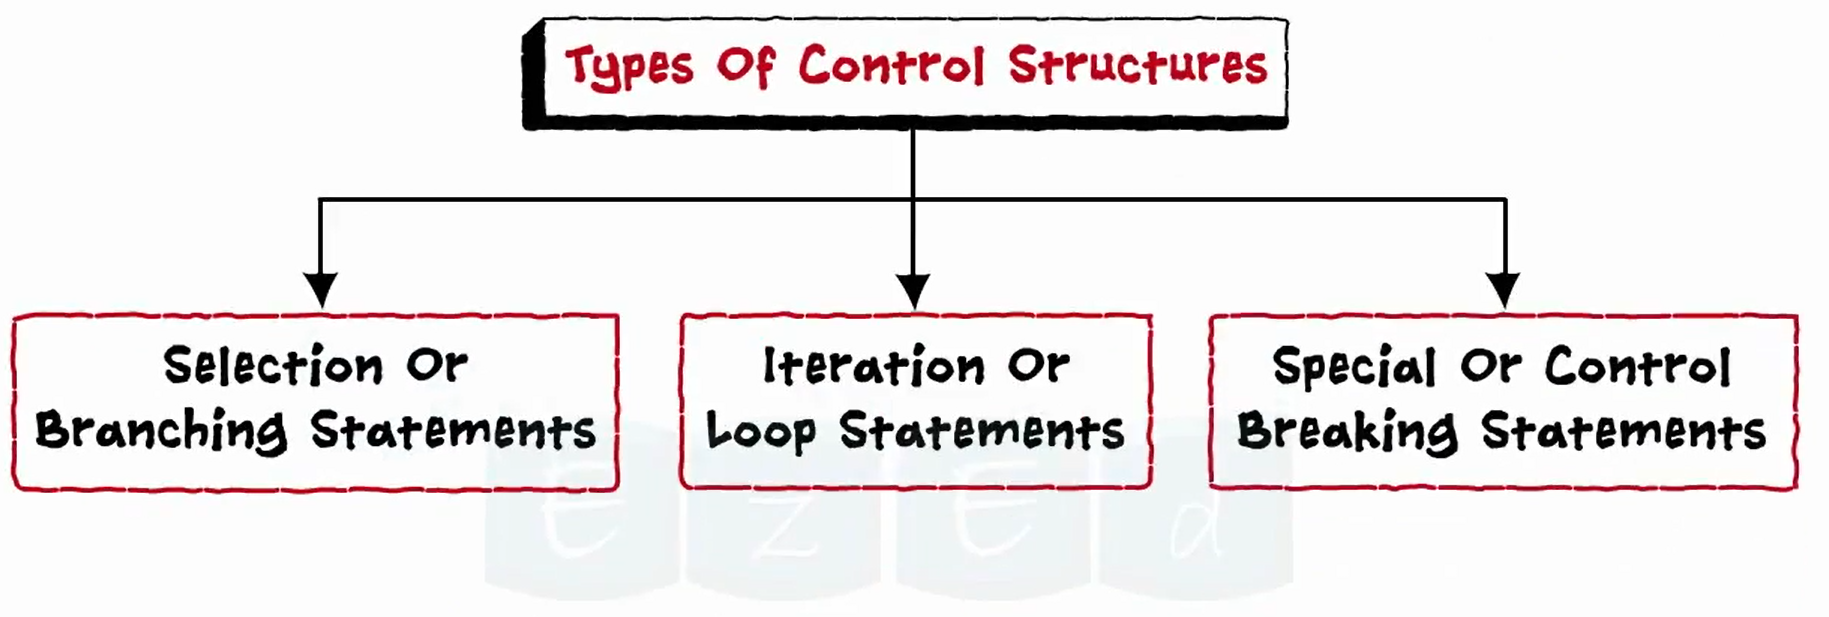 Types Of Control Structures
Selection Or
Branching Statements
Iteration Or
Loop Statements
Special Or Control
Breaking Statements
E z E d